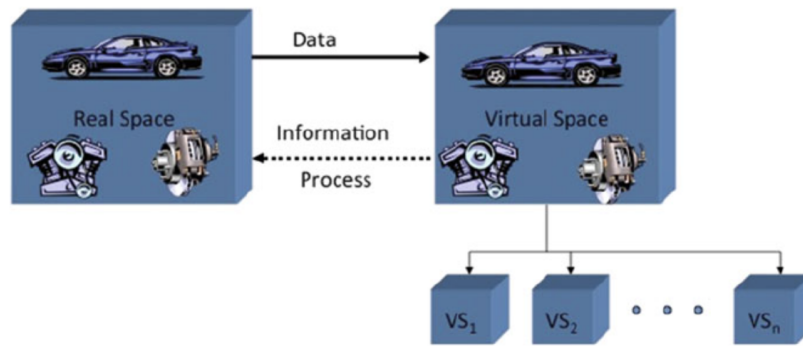 Data
Real Space
Virtual Space
Information
Process
VS₁
VS₂
VSₙ